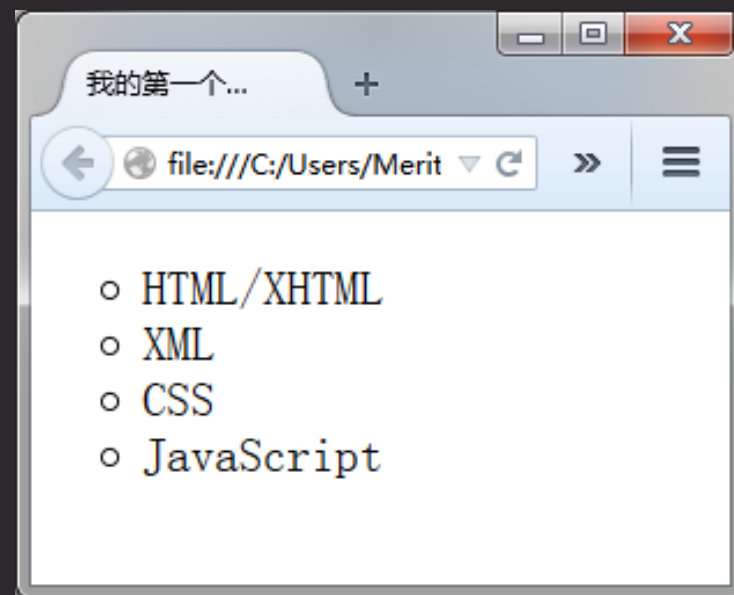 我的第一个...
file:///C:/Users/Merit
HTML/XHTML
XML
CSS
JavaScript